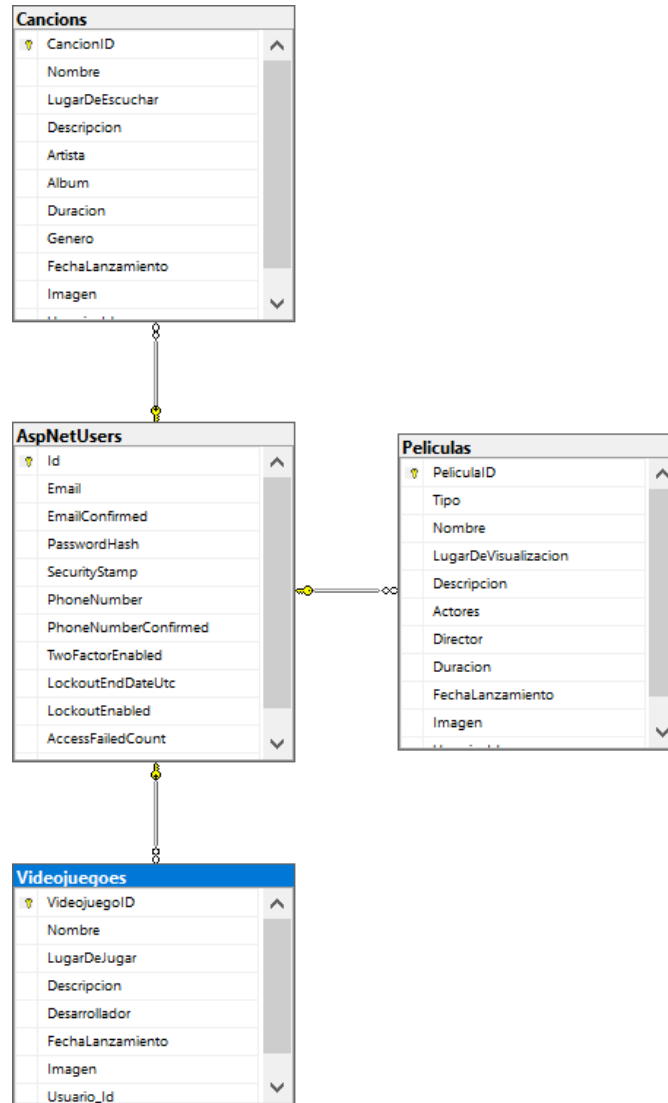 Cancions
CancionID
Nombre
LugarDeEscuchar
Descripcion
Artista
Album
Duracion
Genero
FechaLanzamiento
Imagen
AspNetUsers
Id
Email
EmailConfirmed
PasswordHash
SecurityStamp
PhoneNumber
PhoneNumberConfirmed
TwoFactorEnabled
LockoutEndDateUtc
LockoutEnabled
AccessFailedCount
Peliculas
PeliculaID
Tipo
Nombre
LugarDeVisualizacion
Descripcion
Actores
Director
Duracion
FechaLanzamiento
Imagen
Videojuegoes
VideojuegoID
Nombre
LugarDeJugar
Descripcion
Desarrollador
FechaLanzamiento
Imagen
Usuario_Id